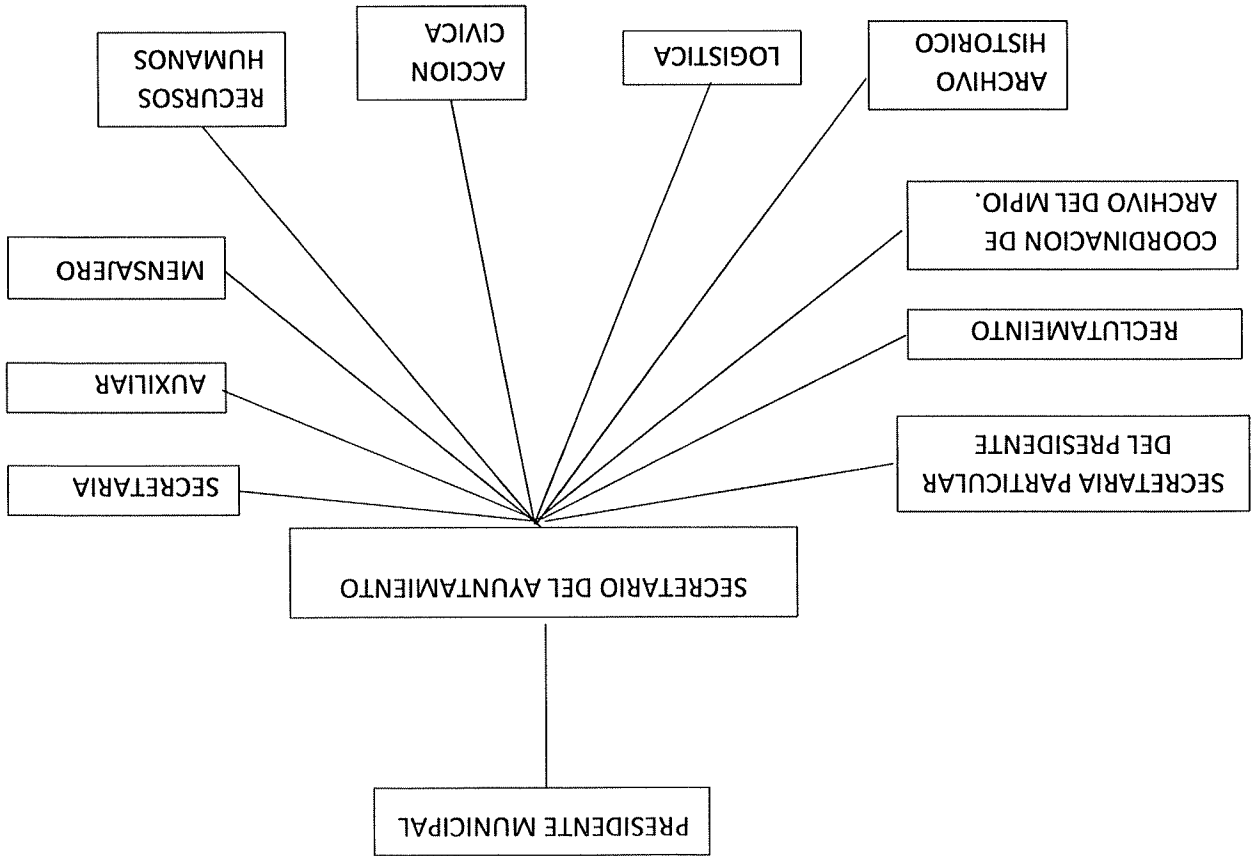 PRESIDENTE MUNICIPAL
SECRETARIO DEL AYUNTAMIENTO
SECRETARIA PARTICULAR
DEL PRESIDENTE
SECRETARIA
RECLUTAMEINTO
AUXILIAR
COORDINACION DE
ARCHIVO DEL MPIO.
MENSAJERO
ARCHIVO
HISTORICO
LOGISTICA
ACCION
CIVICA
RECURSOS
HUMANOS